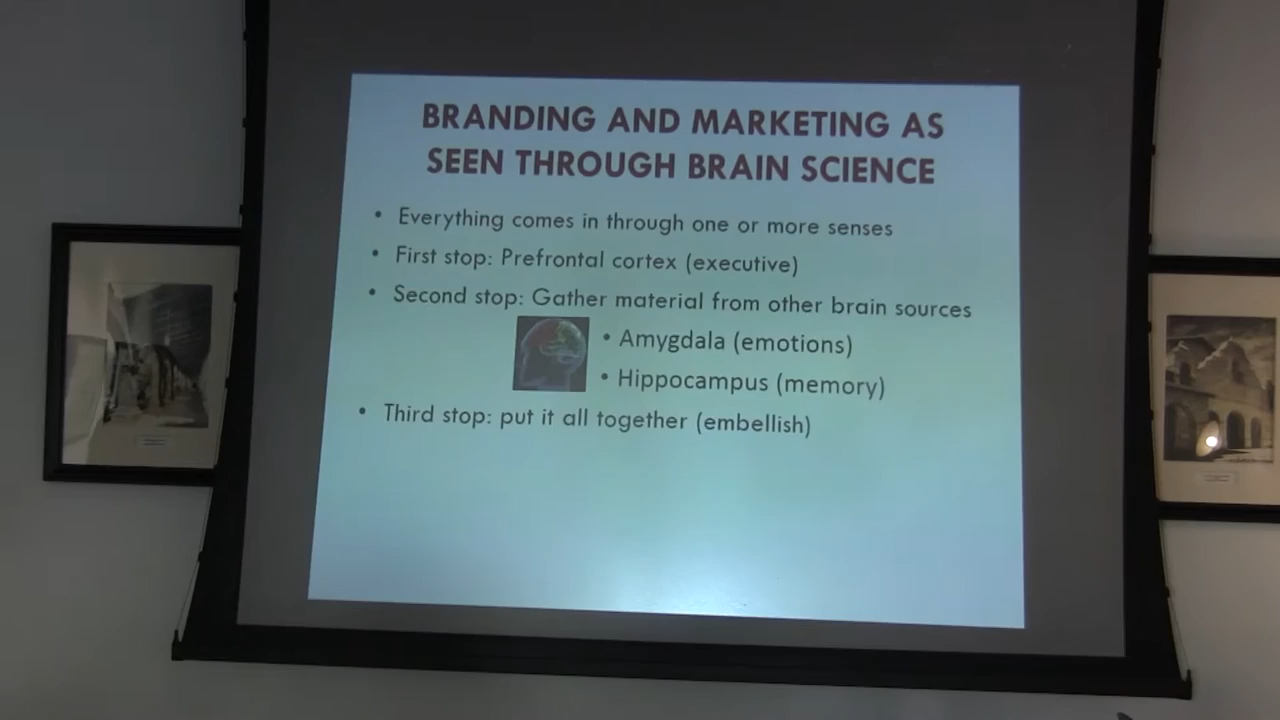 BRANDING AND MARKETING AS
SEEN THROUGH BRAIN SCIENCE
• Everything comes in through one or more senses
• First stop: Prefrontal cortex (executive)
• Second stop: Gather material from other brain sources
• Amygdala (emotions)
• Hippocampus (memory)
• Third stop: put it all together (embellish)